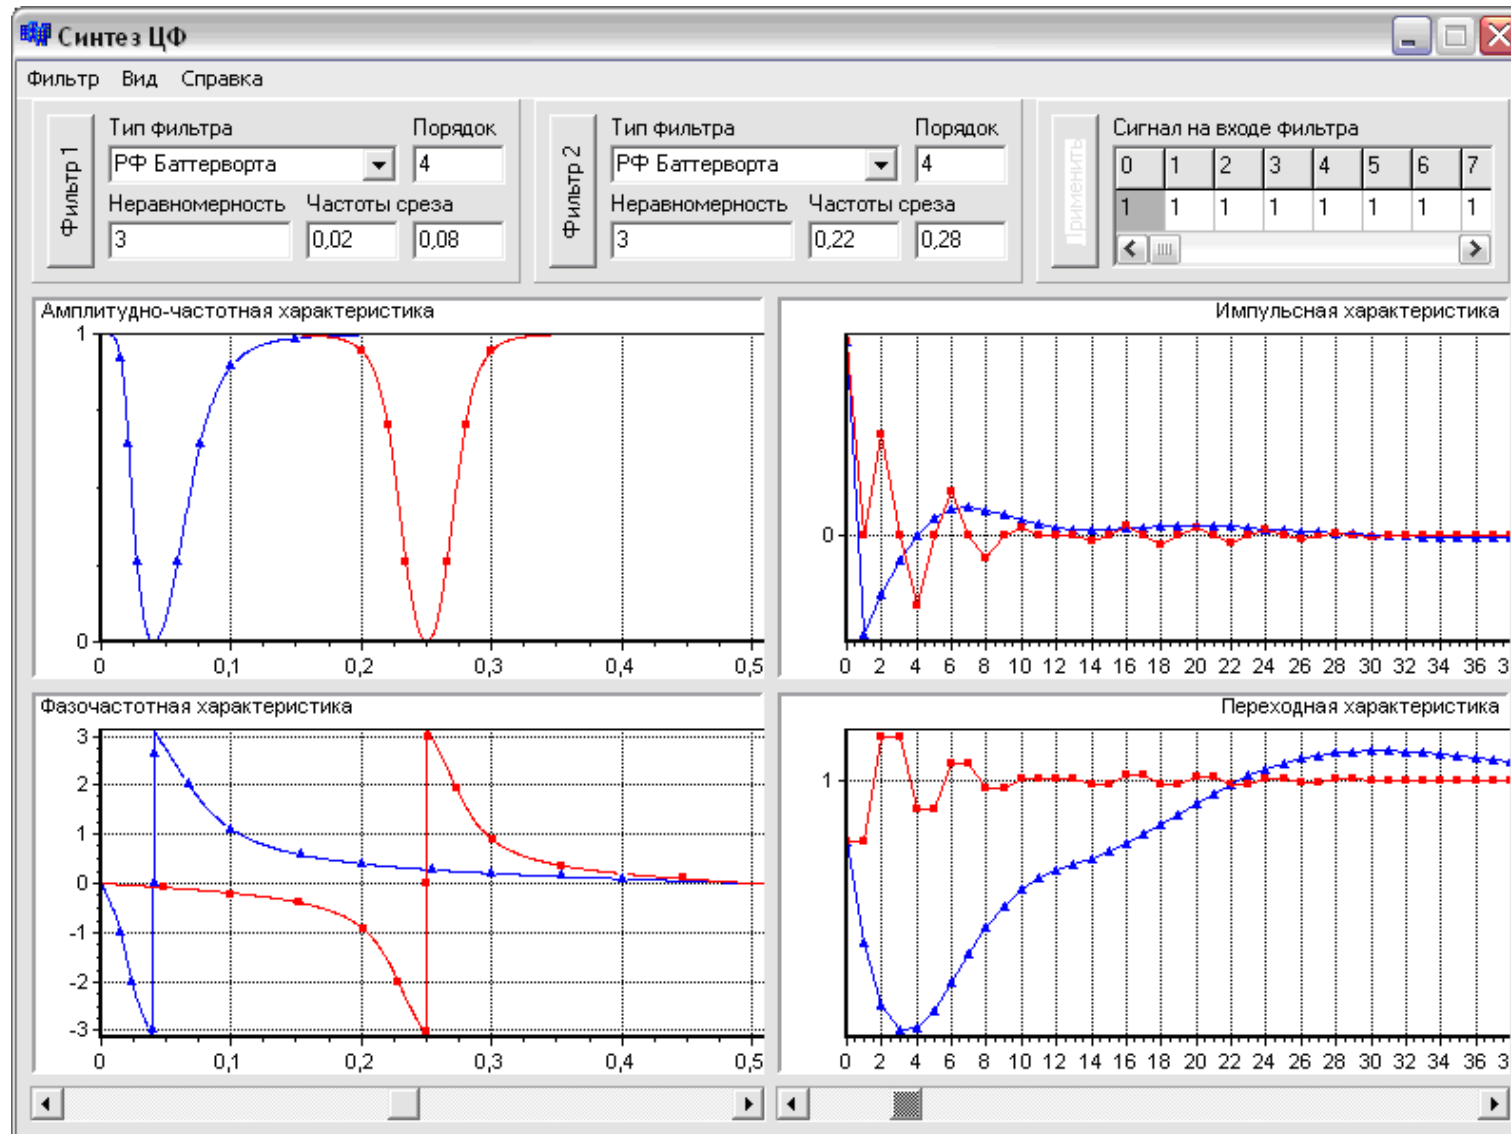 Синтез ЦФ
Фильтр Вид Справка
Фильтр 1
Тип фильтра Порядок
РФ Баттерворта 4
Неравномерность Частоты среза
3 0,02 0,08
Фильтр 2
Тип фильтра Порядок
РФ Баттерворта 4
Неравномерность Частоты среза
3 0,22 0,28
Применить
Сигнал на входе фильтра
0 1 2 3 4 5 6 7
1 1 1 1 1 1 1 1
Амплитудно-частотная характеристика
1
0
0 0,1 0,2 0,3 0,4 0,5
Импульсная характеристика
0
0 2 4 6 8 10 12 14 16 18 20 22 24 26 28 30 32 34 36 3
Фазочастотная характеристика
3
2
1
0
-1
-2
-3
0 0,1 0,2 0,3 0,4 0,5
Переходная характеристика
1
0 2 4 6 8 10 12 14 16 18 20 22 24 26 28 30 32 34 36 3